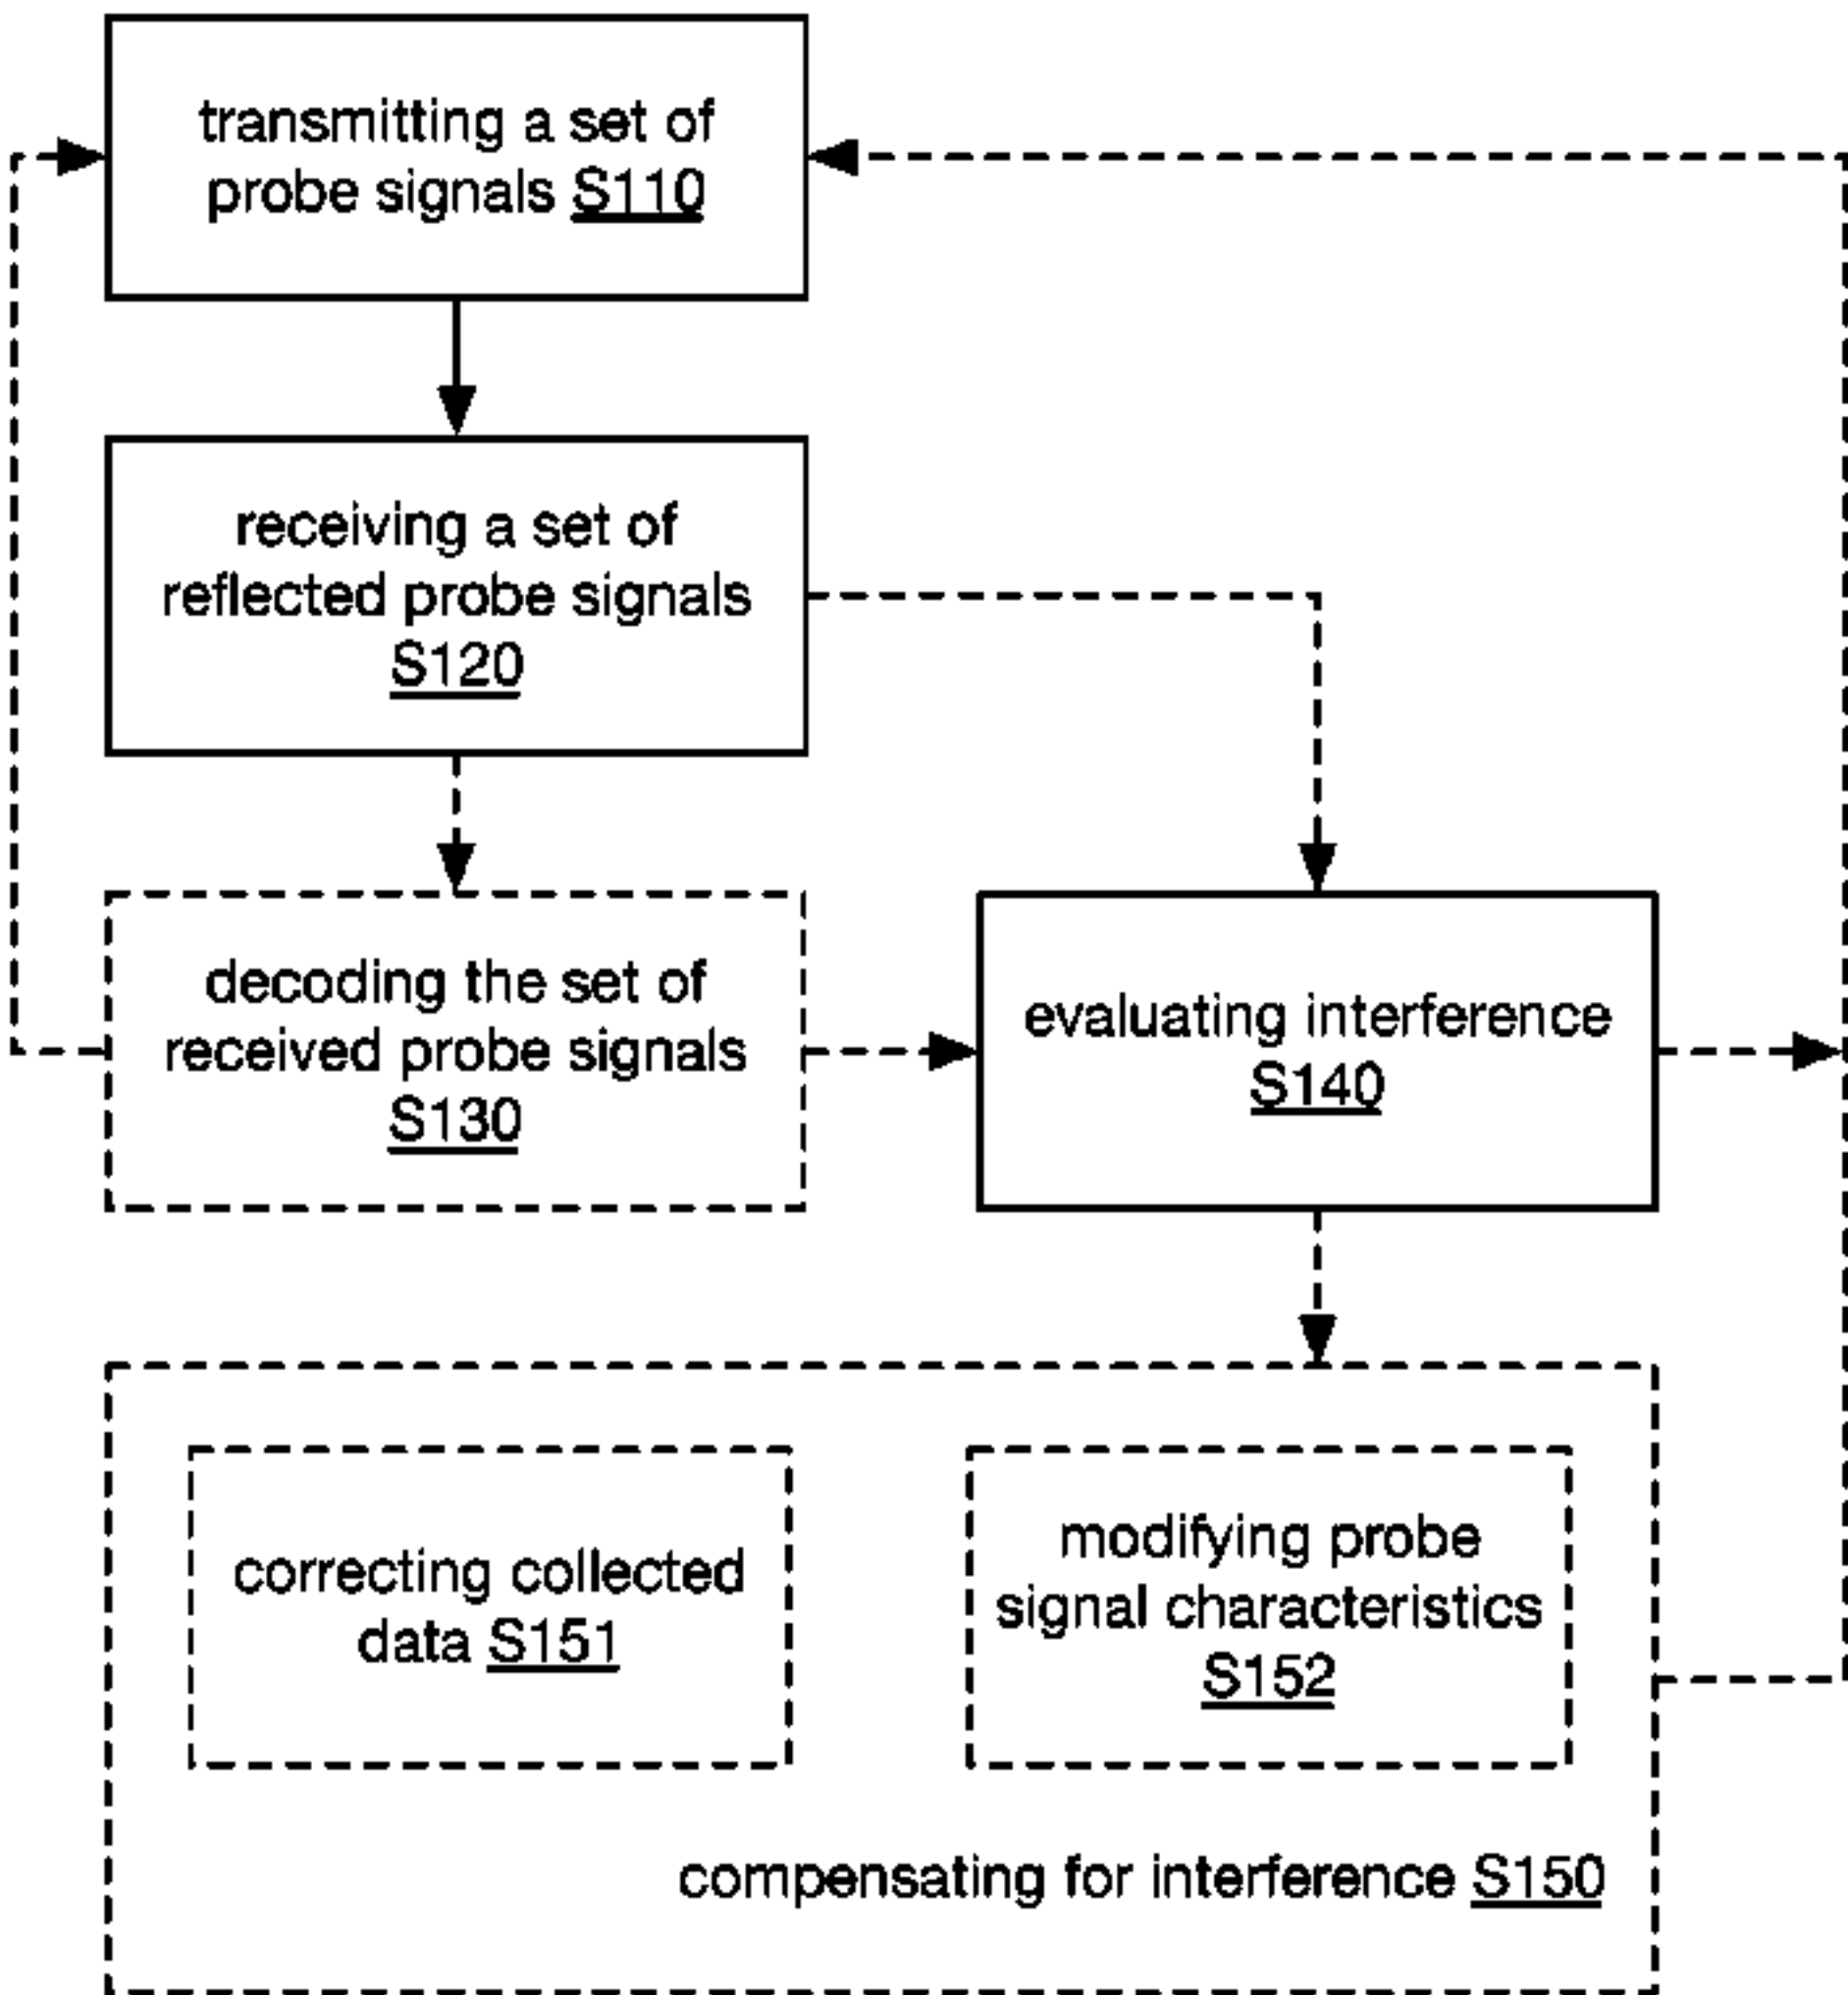 transmitting a set of
probe signals S110
receiving a set of
reflected probe signals
S120
decoding the set of
received probe signals
S130
evaluating interference
S140
correcting collected
data S151
modifying probe
signal characteristics
S152
compensating for interference S150